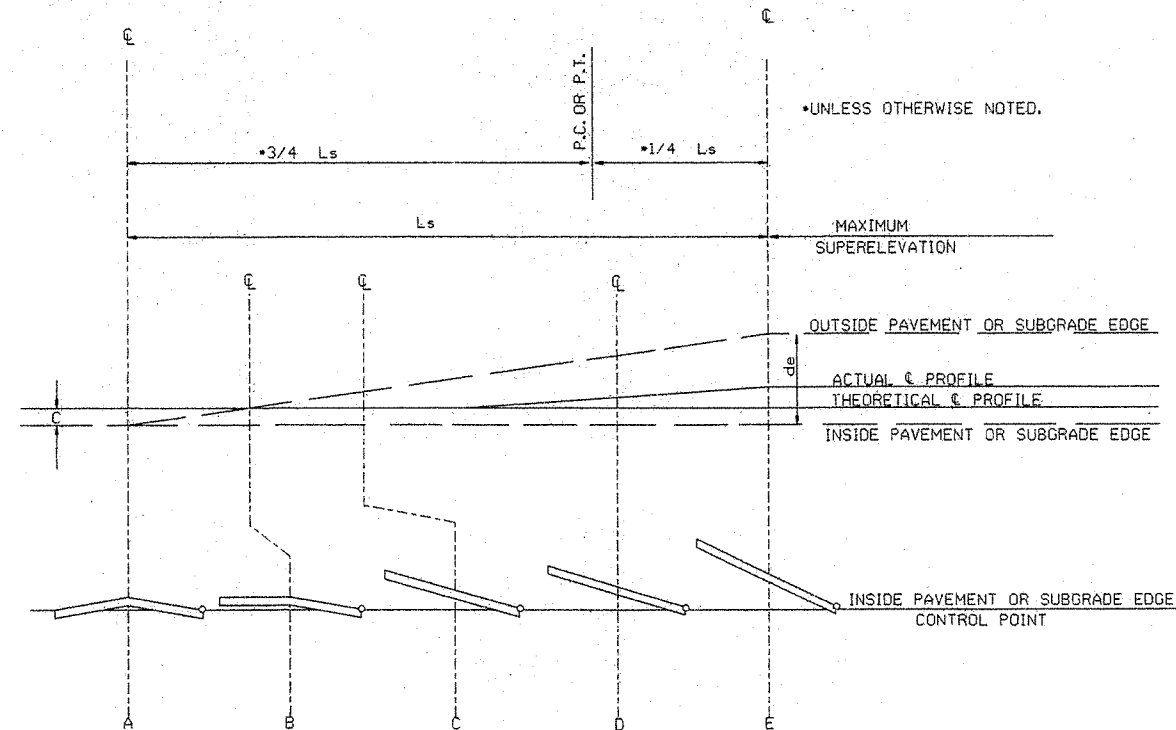 ℄
℄
P.C. OR P.T.
*UNLESS OTHERWISE NOTED.
*3/4 Ls
*1/4 Ls
Ls
MAXIMUM
SUPERELEVATION
℄
℄
℄
OUTSIDE PAVEMENT OR SUBGRADE EDGE
de
ACTUAL ℄ PROFILE
C
THEORETICAL ℄ PROFILE
INSIDE PAVEMENT OR SUBGRADE EDGE
INSIDE PAVEMENT OR SUBGRADE EDGE
CONTROL POINT
A
B
C
D
E